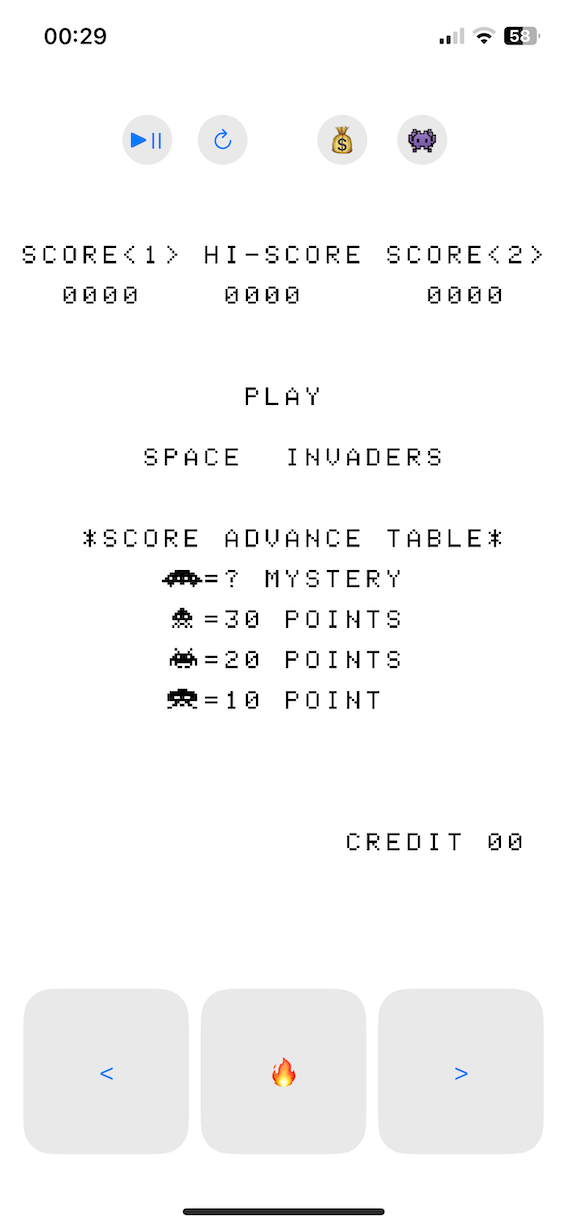 00:29
58
SCORE<1> HI-SCORE SCORE<2>
0000 0000 0000
PLAY
SPACE INVADERS
*SCORE ADVANCE TABLE*
=? MYSTERY
=30 POINTS
=20 POINTS
=10 POINT
CREDIT 00
< >